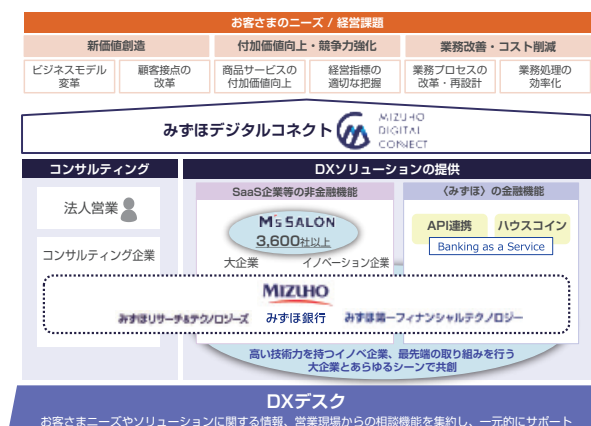 お客さまのニーズ / 経営課題
新価値創造
付加価値向上・競争力強化
業務改善・コスト削減
ビジネスモデル
変革
顧客接点の
改革
商品サービスの
付加価値向上
経営指標の
適切な把握
業務プロセスの
改革・再設計
業務処理の
効率化
みずほデジタルコネクト
MIZUHO
DIGITAL
CONNECT
コンサルティング
DXソリューションの提供
法人営業
コンサルティング企業
SaaS企業等の非金融機能
M's SALON
3,600社以上
大企業
イノベーション企業
〈みずほ〉の金融機能
API連携
ハウスコイン
Banking as a Service
MIZUHO
みずほリサーチ&テクノロジーズ
みずほ銀行
みずほ第一フィナンシャルテクノロジー
高い技術力を持つイノベ企業、最先端の取り組みを行う
大企業とあらゆるシーンで共創
DXデスク
お客さまニーズやソリューションに関する情報、営業現場からの相談機能を集約し、一元的にサポート